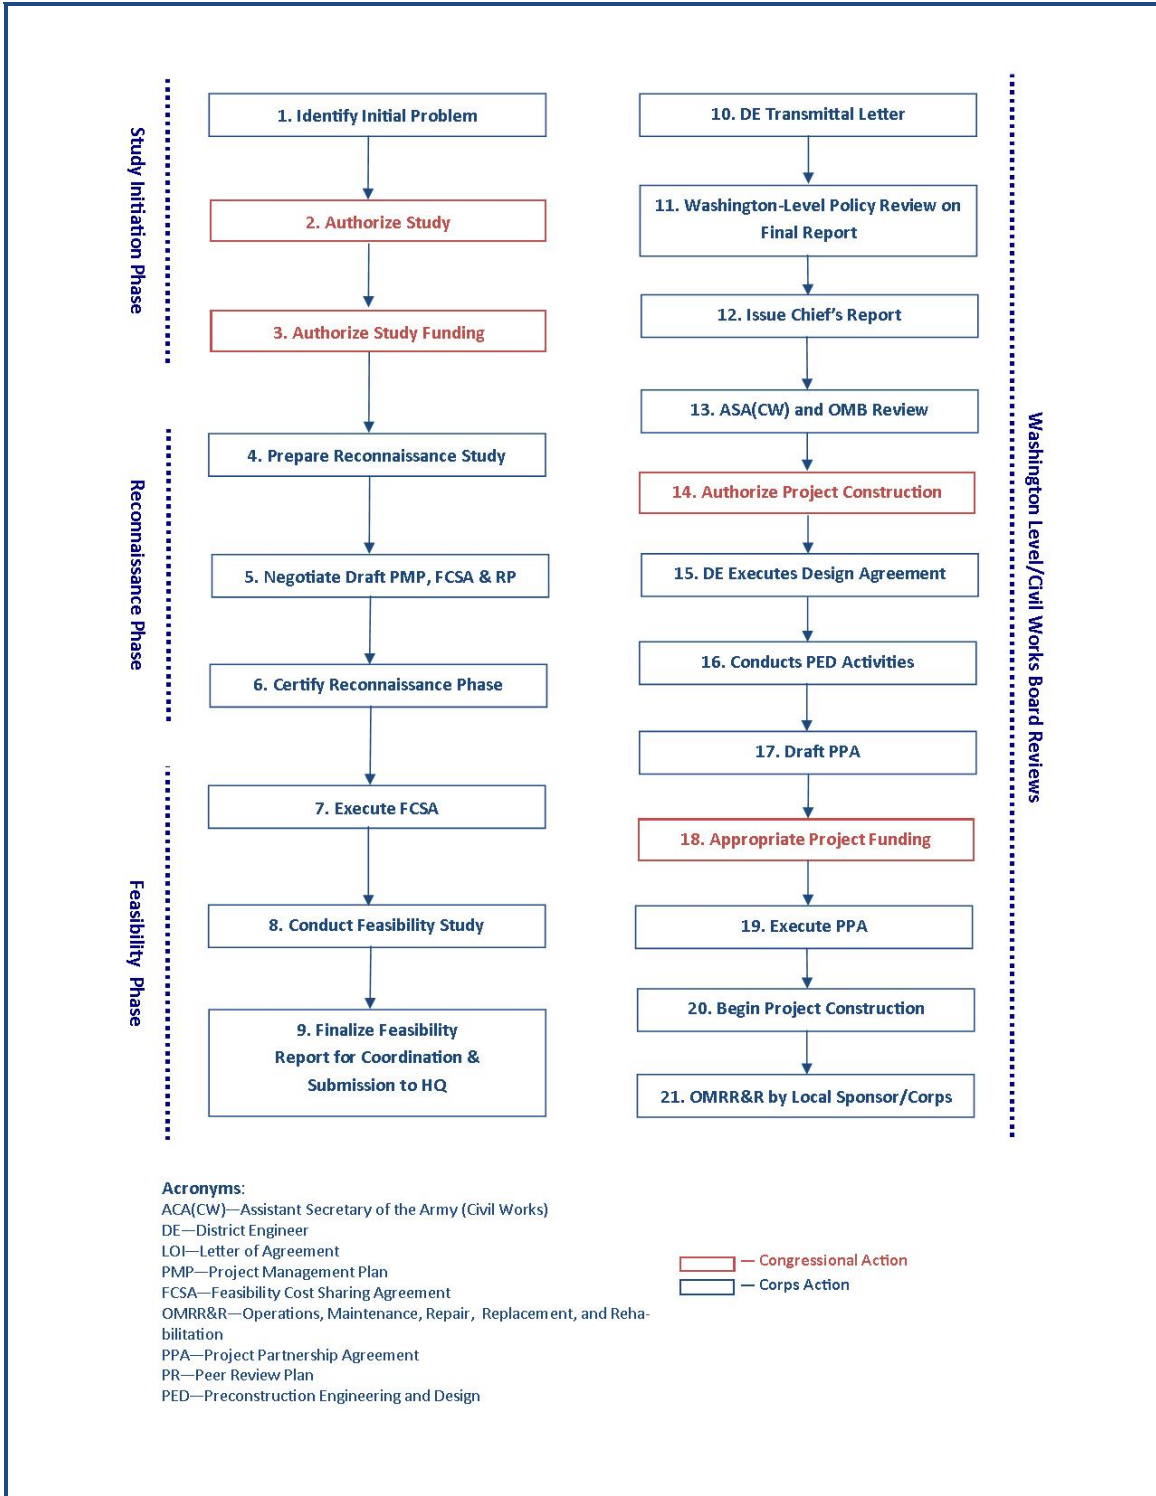 Study Initiation Phase
1. Identify Initial Problem
2. Authorize Study
3. Authorize Study Funding
Reconnaissance Phase
4. Prepare Reconnaissance Study
5. Negotiate Draft PMP, FCSA & RP
6. Certify Reconnaissance Phase
Feasibility Phase
7. Execute FCSA
8. Conduct Feasibility Study
9. Finalize Feasibility
Report for Coordination &
Submission to HQ
10. DE Transmittal Letter
11. Washington-Level Policy Review on
Final Report
12. Issue Chief's Report
13. ASA(CW) and OMB Review
14. Authorize Project Construction
15. DE Executes Design Agreement
16. Conducts PED Activities
17. Draft PPA
18. Appropriate Project Funding
19. Execute PPA
20. Begin Project Construction
21. OMRR&R by Local Sponsor/Corps
Washington Level/Civil Works Board Reviews
Acronyms:
ACA(CW)—Assistant Secretary of the Army (Civil Works)
DE—District Engineer
LOI—Letter of Agreement
PMP—Project Management Plan
FCSA—Feasibility Cost Sharing Agreement
OMRR&R—Operations, Maintenance, Repair, Replacement, and Reha-
bilitation
PPA—Project Partnership Agreement
PR—Peer Review Plan
PED—Preconstruction Engineering and Design
— Congressional Action
— Corps Action